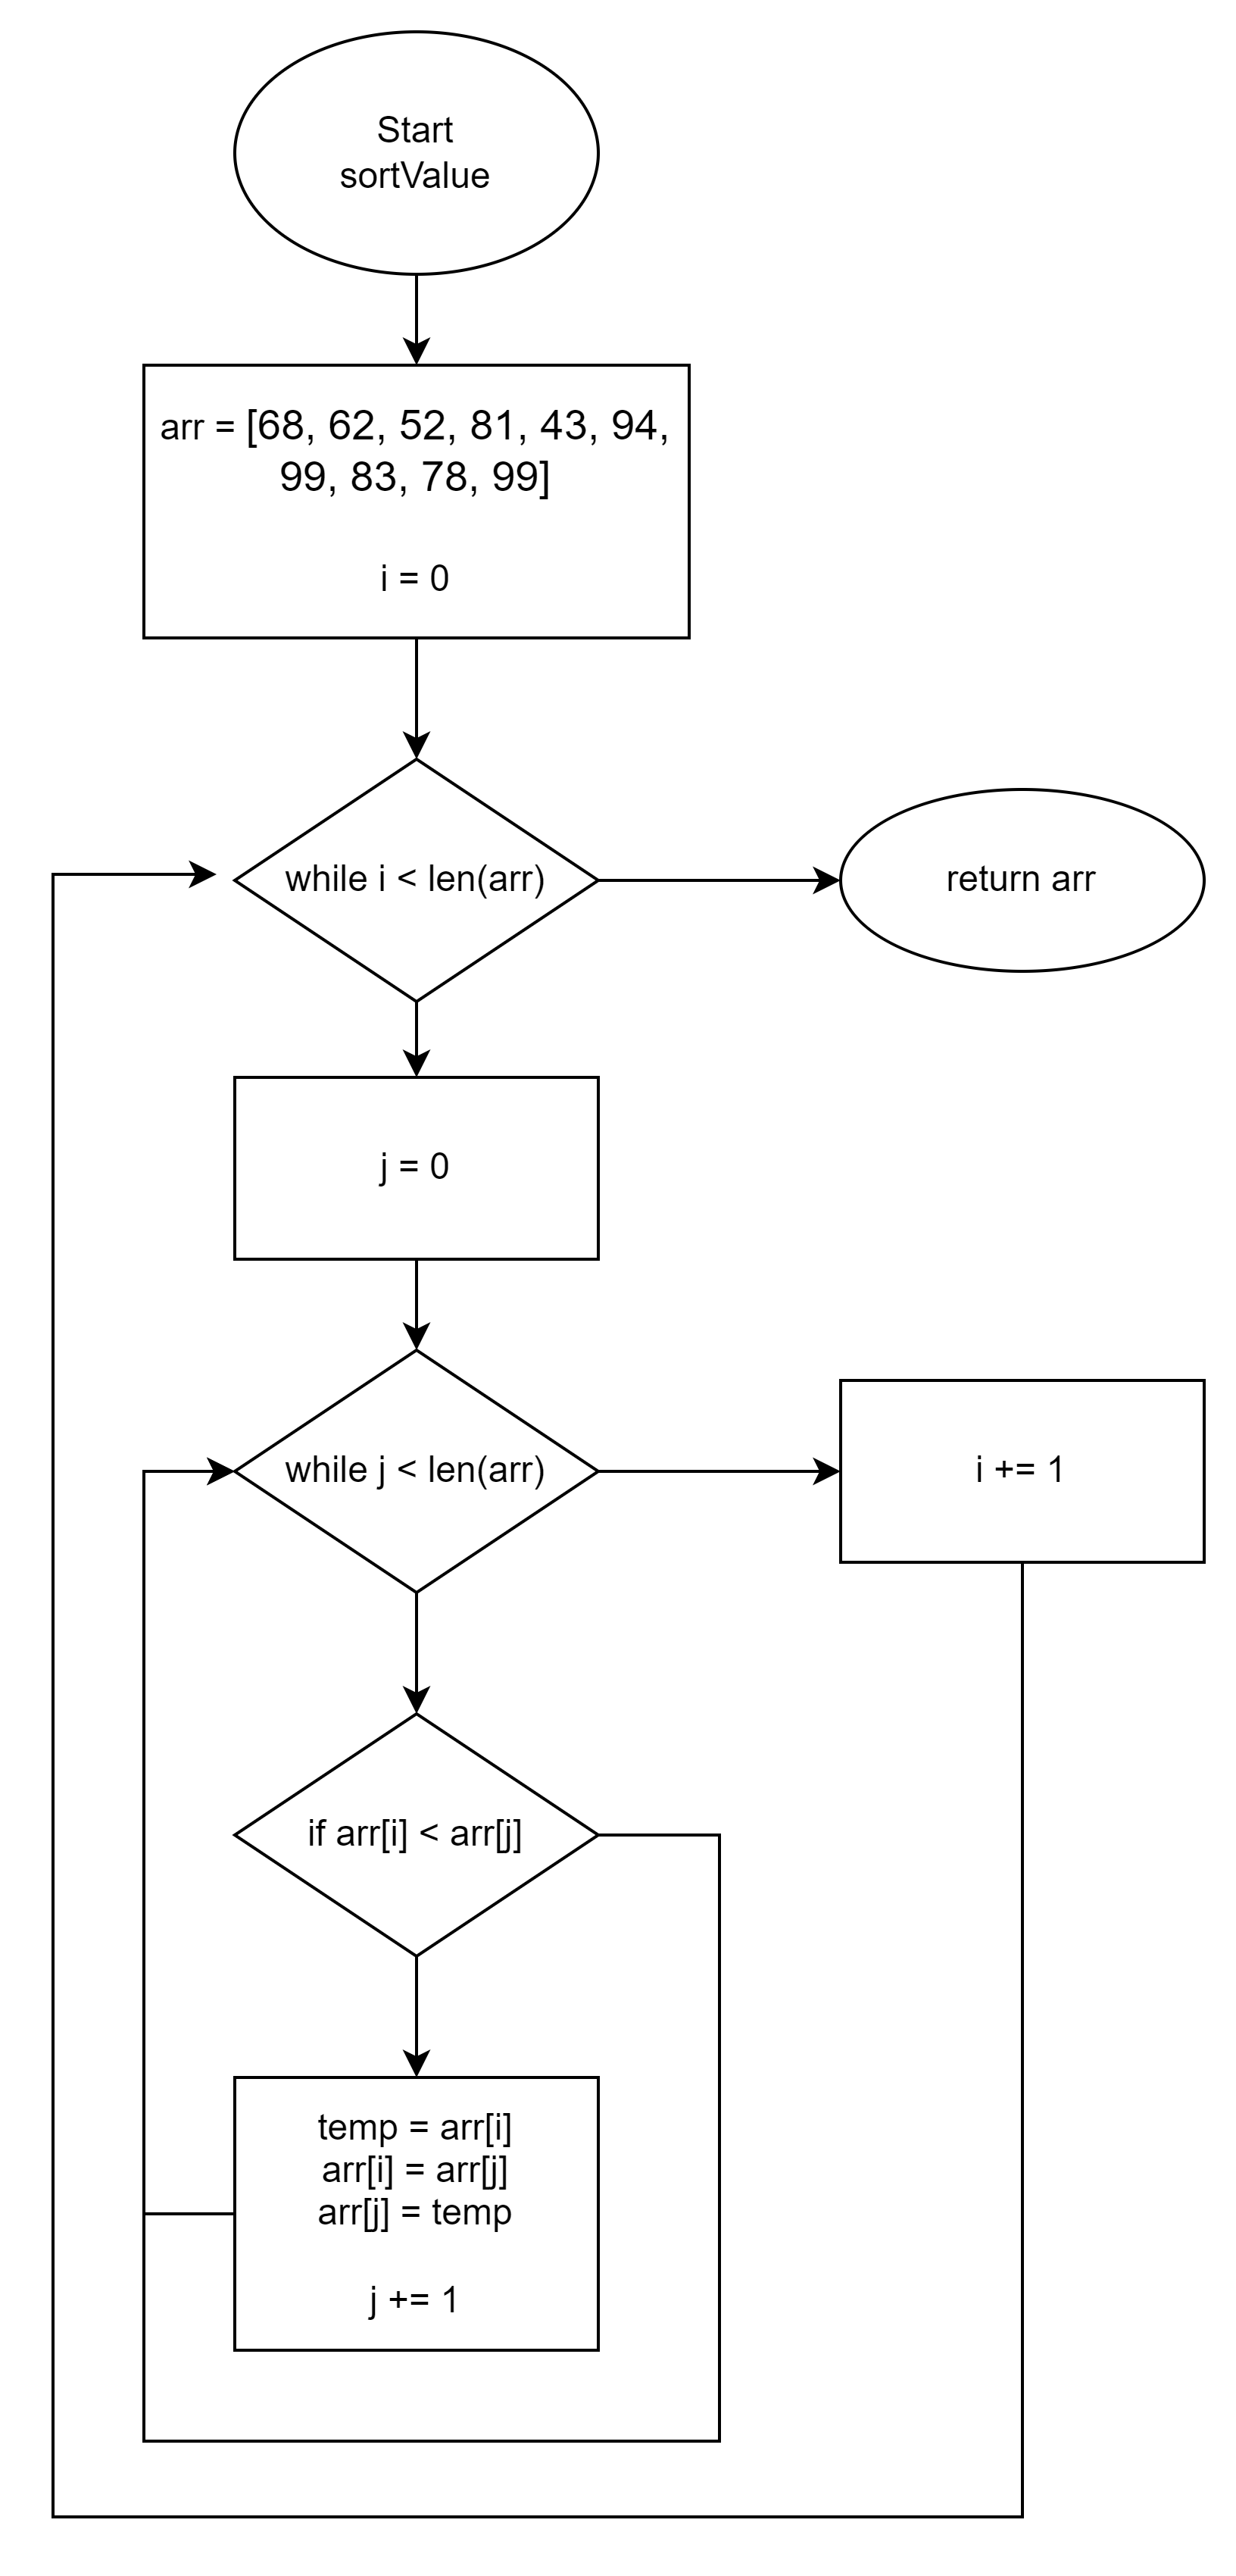 Start
sortValue
arr = [68, 62, 52, 81, 43, 94,
99, 83, 78, 99]
i = 0
while i < len(arr)
return arr
j = 0
while j < len(arr)
i += 1
if arr[i] < arr[j]
temp = arr[i]
arr[i] = arr[j]
arr[j] = temp
j += 1